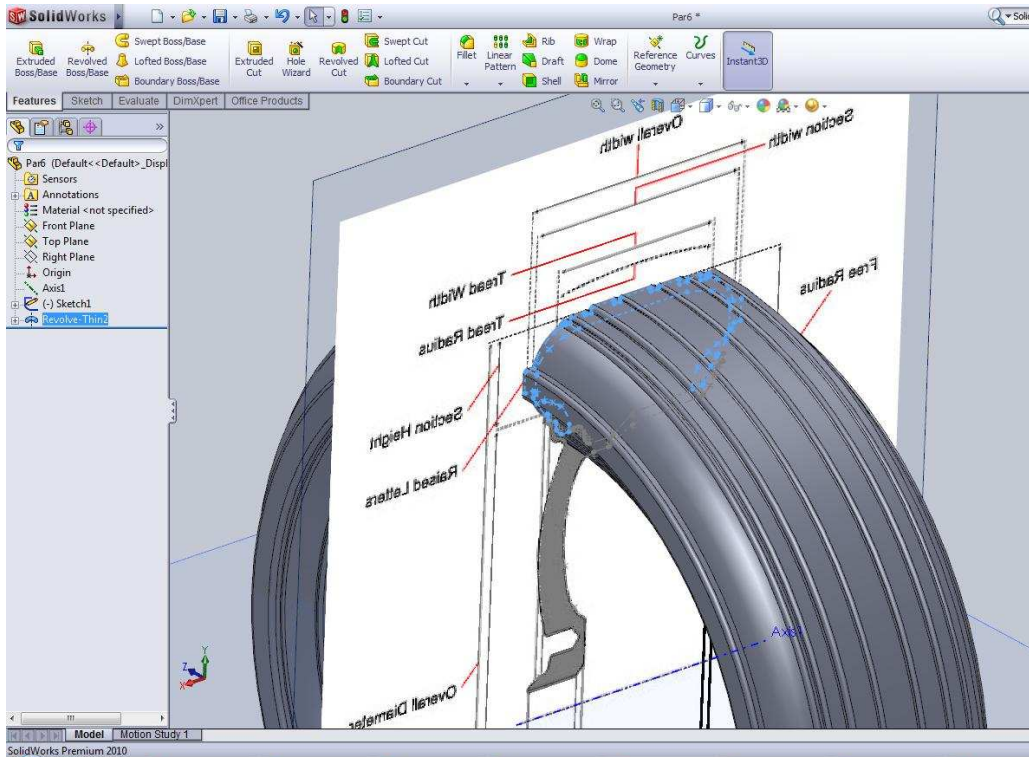 SolidWorks
Par6 *
Soli
Extruded Boss/Base
Revolved Boss/Base
Swept Boss/Base
Lofted Boss/Base
Boundary Boss/Base
Extruded Cut
Hole Wizard
Revolved Cut
Swept Cut
Lofted Cut
Boundary Cut
Fillet
Linear Pattern
Rib
Draft
Shell
Wrap
Dome
Mirror
Reference Geometry
Curves
Instant3D
Features
Sketch
Evaluate
DimXpert
Office Products
Par6 (Default<<Default>_Displ
Sensors
Annotations
Material <not specified>
Front Plane
Top Plane
Right Plane
Origin
Axis1
(-) Sketch1
Revolve-Thin2
Overall width
Section width
Tread Width
Tread Radius
Free Radius
Section Height
Raised Letters
Overall Diameter
Axis1
Y
Z
X
Model
Motion Study 1
SolidWorks Premium 2010